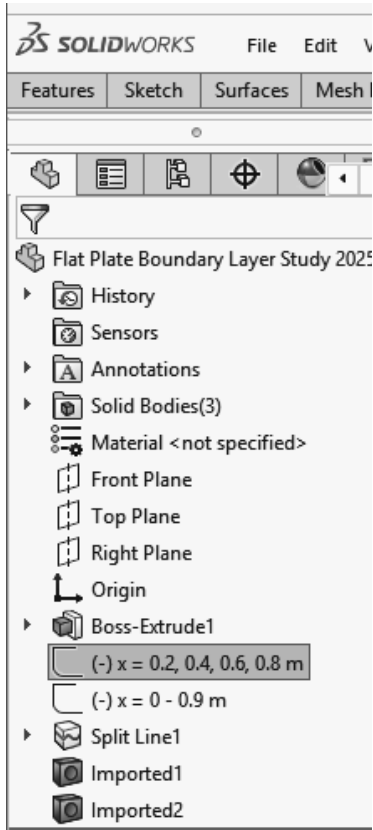 SOLIDWORKS File Edit
Features Sketch Surfaces Mesh
Flat Plate Boundary Layer Study 2025
History
Sensors
A Annotations
Solid Bodies(3)
Material <not specified>
Front Plane
Top Plane
Right Plane
Origin
Boss-Extrude1
(-) x = 0.2, 0.4, 0.6, 0.8 m
(-) x = 0 - 0.9 m
Split Line1
Imported1
Imported2